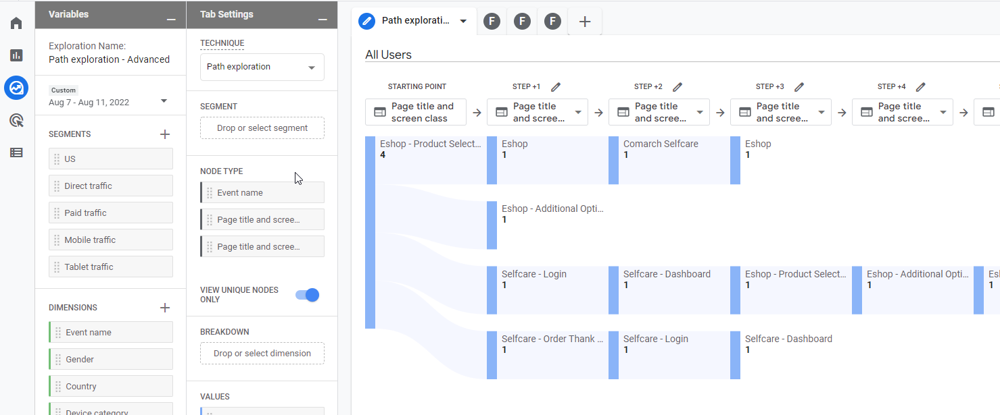 Variables
Exploration Name:
Path exploration - Advanced
Custom
Aug 7 - Aug 11, 2022
SEGMENTS
US
Direct traffic
Paid traffic
Mobile traffic
Tablet traffic
DIMENSIONS
Event name
Gender
Country
Device category
Tab Settings
TECHNIQUE
Path exploration
SEGMENT
Drop or select segment
NODE TYPE
Event name
Page title and scree...
Page title and scree...
VIEW UNIQUE NODES
ONLY
BREAKDOWN
Drop or select dimension
VALUES
Path explorati...
F
F
F
All Users
STARTING POINT
STEP +1
STEP +2
STEP +3
STEP +4
Page title and
screen class
Page title
and scree...
Page title
and scree...
Page title
and scree...
Page title
and scree...
Eshop - Product Select...
4
Eshop
1
Comarch Selfcare
1
Eshop
1
Eshop - Additional Opti...
1
Selfcare - Login
1
Selfcare - Dashboard
1
Eshop - Product Select...
1
Eshop - Additional Opti...
1
1
Selfcare - Order Thank ...
1
Selfcare - Login
1
Selfcare - Dashboard
1